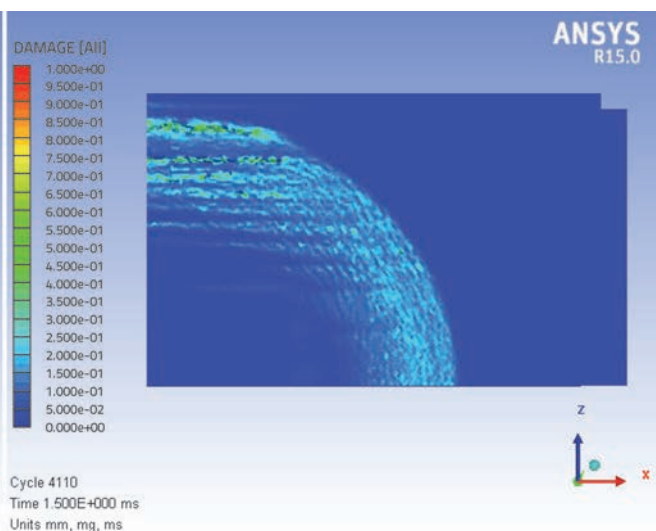 ANSYS
R15.0
DAMAGE [All]
1.000e+00
9.500e-01
9.000e-01
8.500e-01
8.000e-01
7.500e-01
7.000e-01
6.500e-01
6.000e-01
5.500e-01
5.000e-01
4.500e-01
4.000e-01
3.500e-01
3.000e-01
2.500e-01
2.000e-01
1.500e-01
1.000e-01
5.000e-02
0.000e+00
z
x
Cycle 4110
Time 1.500E+000 ms
Units mm, mg, ms